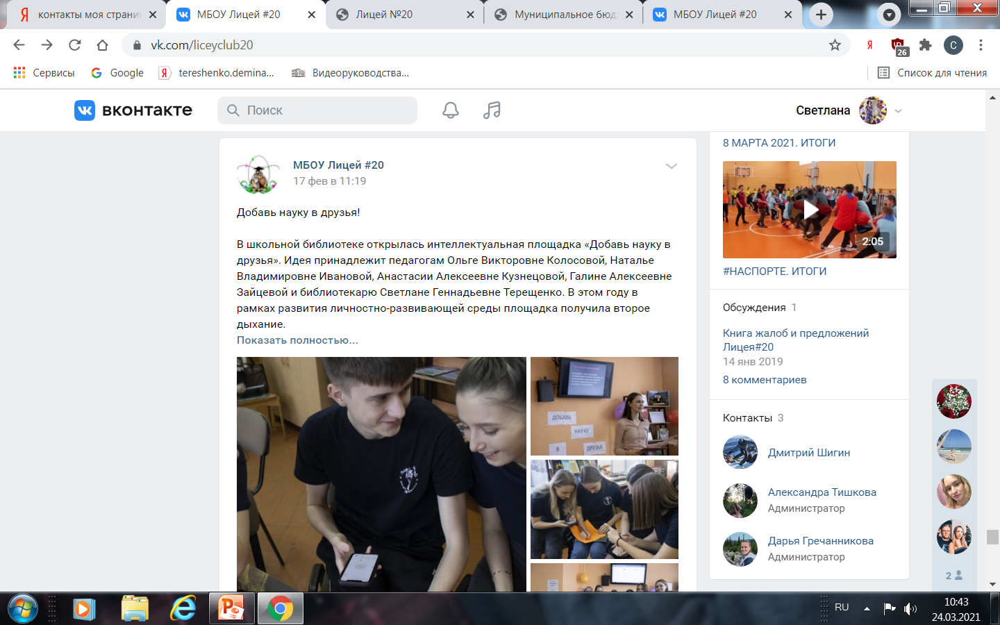 контакты моя страни
МБОУ Лицей #20
Лицей №20
Муниципальное бюд
МБОУ Лицей #20
vk.com/liceyclub20
26
С
Сервисы
Google
tereshenko.demina...
Видеоруководства...
Список для чтения
вконтакте
Поиск
Светлана
МБОУ Лицей #20
17 фев в 11:19
Добавь науку в друзья!
В школьной библиотеке открылась интеллектуальная площадка «Добавь науку в
друзья». Идея принадлежит педагогам Ольге Викторовне Колосовой, Наталье
Владимировне Ивановой, Анастасии Алексеевне Кузнецовой, Галине Алексеевне
Зайцевой и библиотекарю Светлане Геннадьевне Терещенко. В этом году в
рамках развития личностно-развивающей среды площадка получила второе
дыхание.
Показать полностью...
ДОБАВЬ
НАУКУ
В
ДРУЗЬЯ
8 МАРТА 2021. ИТОГИ
2:05
#НАСПОРТЕ. ИТОГИ
Обсуждения 1
Книга жалоб и предложений
Лицея#20
14 янв 2019
8 комментариев
Контакты 3
Дмитрий Шигин
Александра Тишкова
Администратор
Дарья Гречанникова
Администратор
2
RU
10:43
24.03.2021